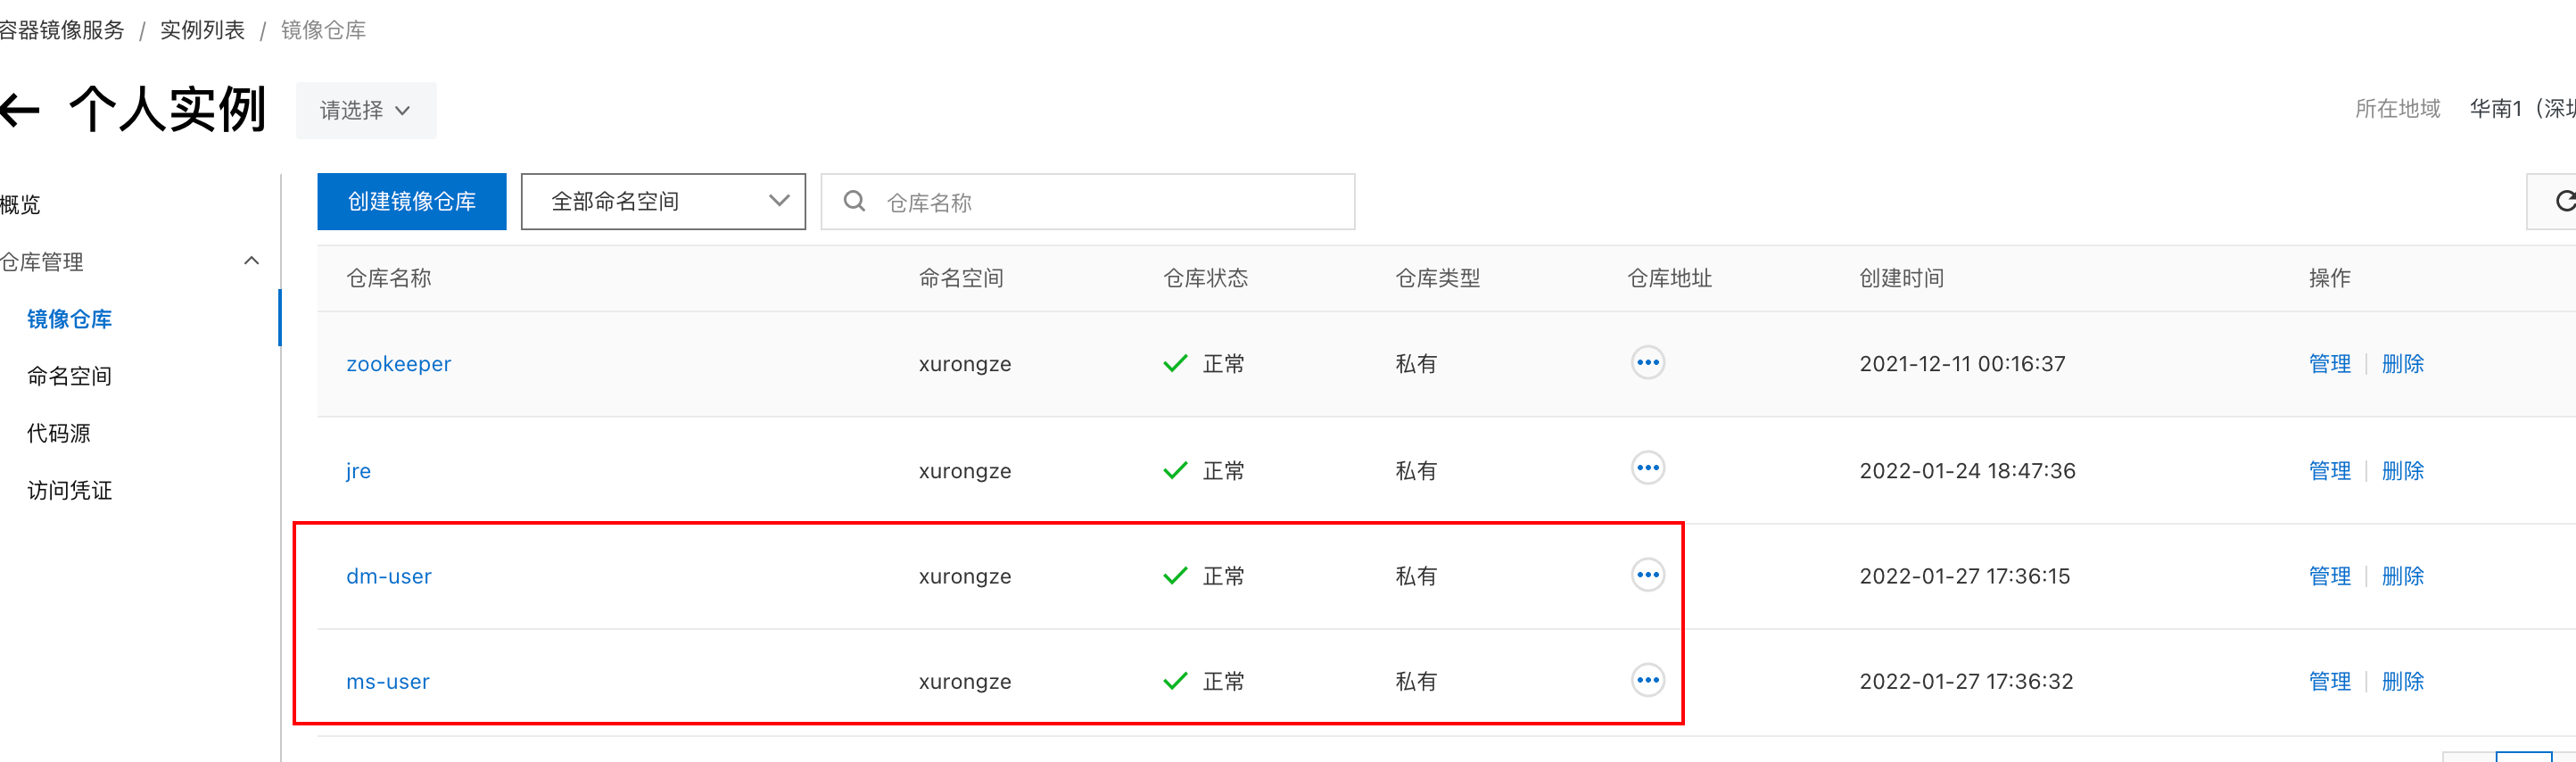 容器镜像服务 / 实例列表 / 镜像仓库
个人实例 请选择
所在地域 华南1（深圳
概览
仓库管理
镜像仓库
命名空间
代码源
访问凭证
创建镜像仓库 全部命名空间 仓库名称
仓库名称 命名空间 仓库状态 仓库类型 仓库地址 创建时间 操作
zookeeper xurongze 正常 私有 2021-12-11 00:16:37 管理 | 删除
jre xurongze 正常 私有 2022-01-24 18:47:36 管理 | 删除
dm-user xurongze 正常 私有 2022-01-27 17:36:15 管理 | 删除
ms-user xurongze 正常 私有 2022-01-27 17:36:32 管理 | 删除